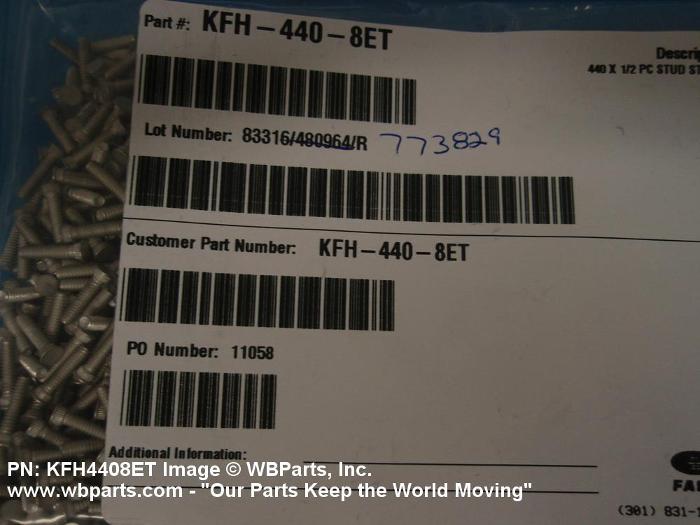 Part #: KFH-440-8ET
440 X 1/2 PC STUD
Lot Number: 83316/480964/R 773829
Customer Part Number: KFH-440-8ET
PO Number: 11058
Additional Information:
(301) 831-
PN: KFH4408ET Image © WBParts, Inc.
www.wbparts.com - "Our Parts Keep the World Moving"